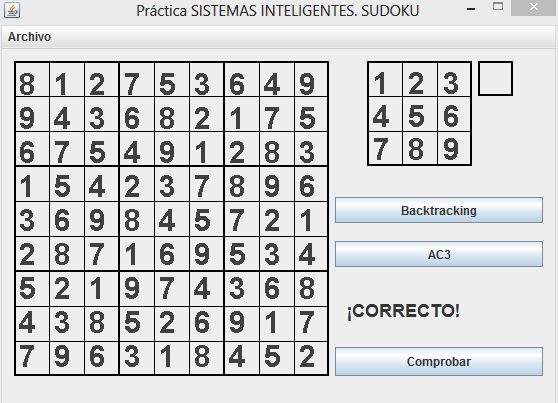 Práctica SISTEMAS INTELIGENTES. SUDOKU
Archivo
8 1 2 7 5 3 6 4 9
9 4 3 6 8 2 1 7 5
6 7 5 4 9 1 2 8 3
1 5 4 2 3 7 8 9 6
3 6 9 8 4 5 7 2 1
2 8 7 1 6 9 5 3 4
5 2 1 9 7 4 3 6 8
4 3 8 5 2 6 9 1 7
7 9 6 3 1 8 4 5 2
1 2 3
4 5 6
7 8 9
Backtracking
AC3
¡CORRECTO!
Comprobar